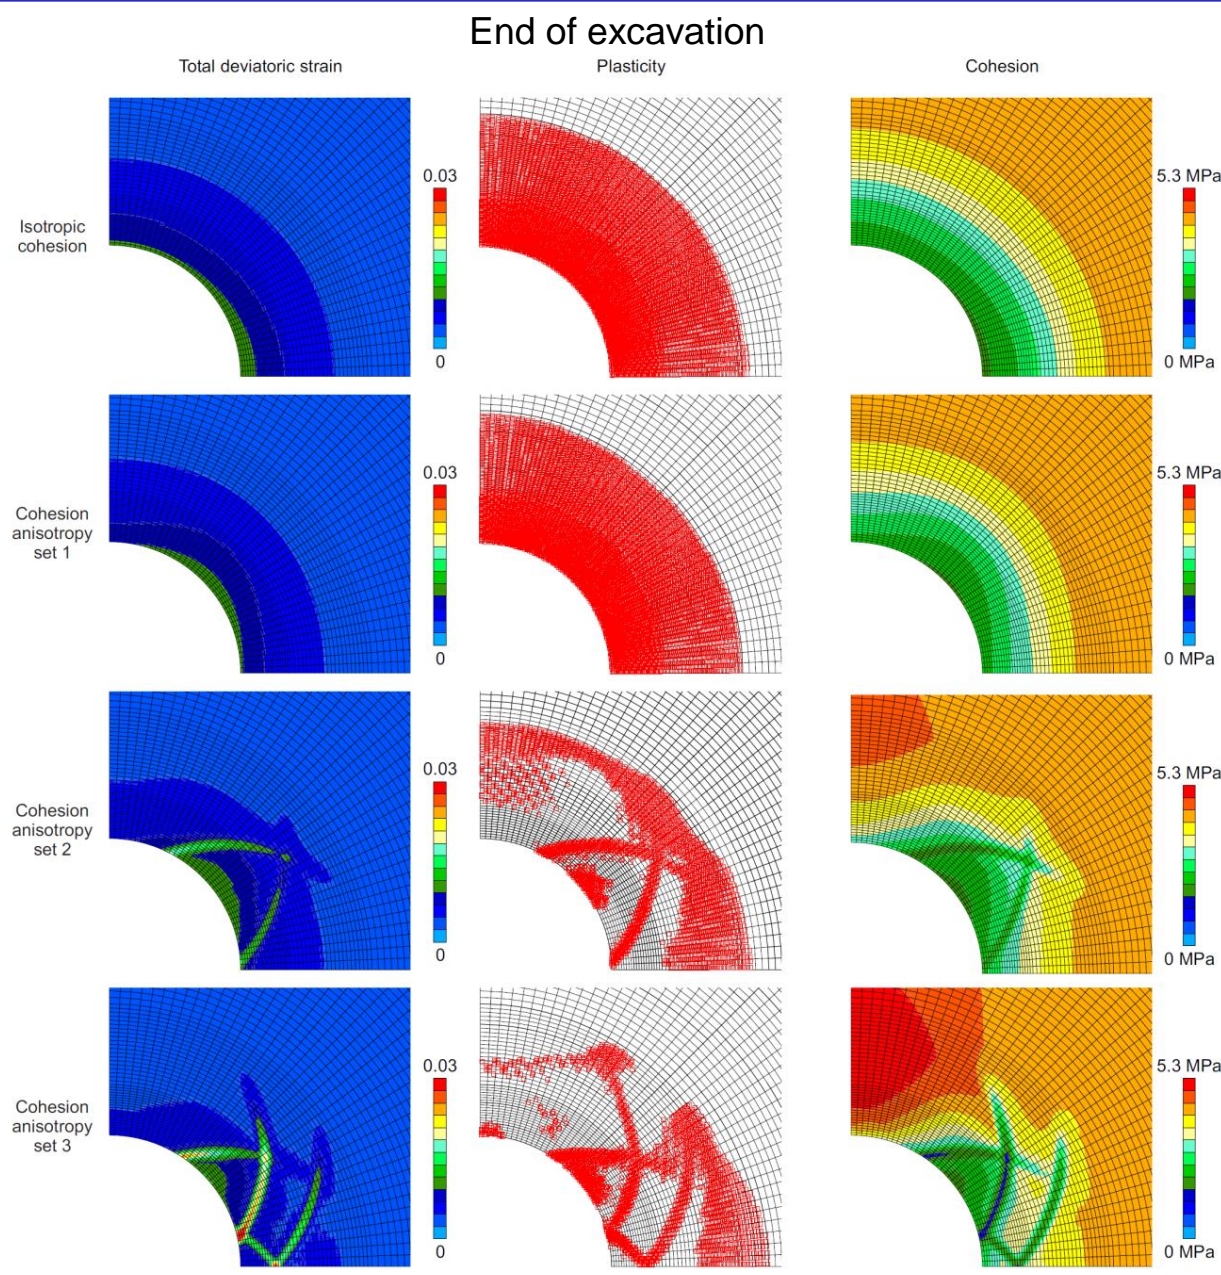 End of excavation
Total deviatoric strain
Plasticity
Cohesion
Isotropic
cohesion
0.03
0
5.3 MPa
0 MPa
Cohesion
anisotropy
set 1
0.03
0
5.3 MPa
0 MPa
Cohesion
anisotropy
set 2
0.03
0
5.3 MPa
0 MPa
Cohesion
anisotropy
set 3
0.03
0
5.3 MPa
0 MPa